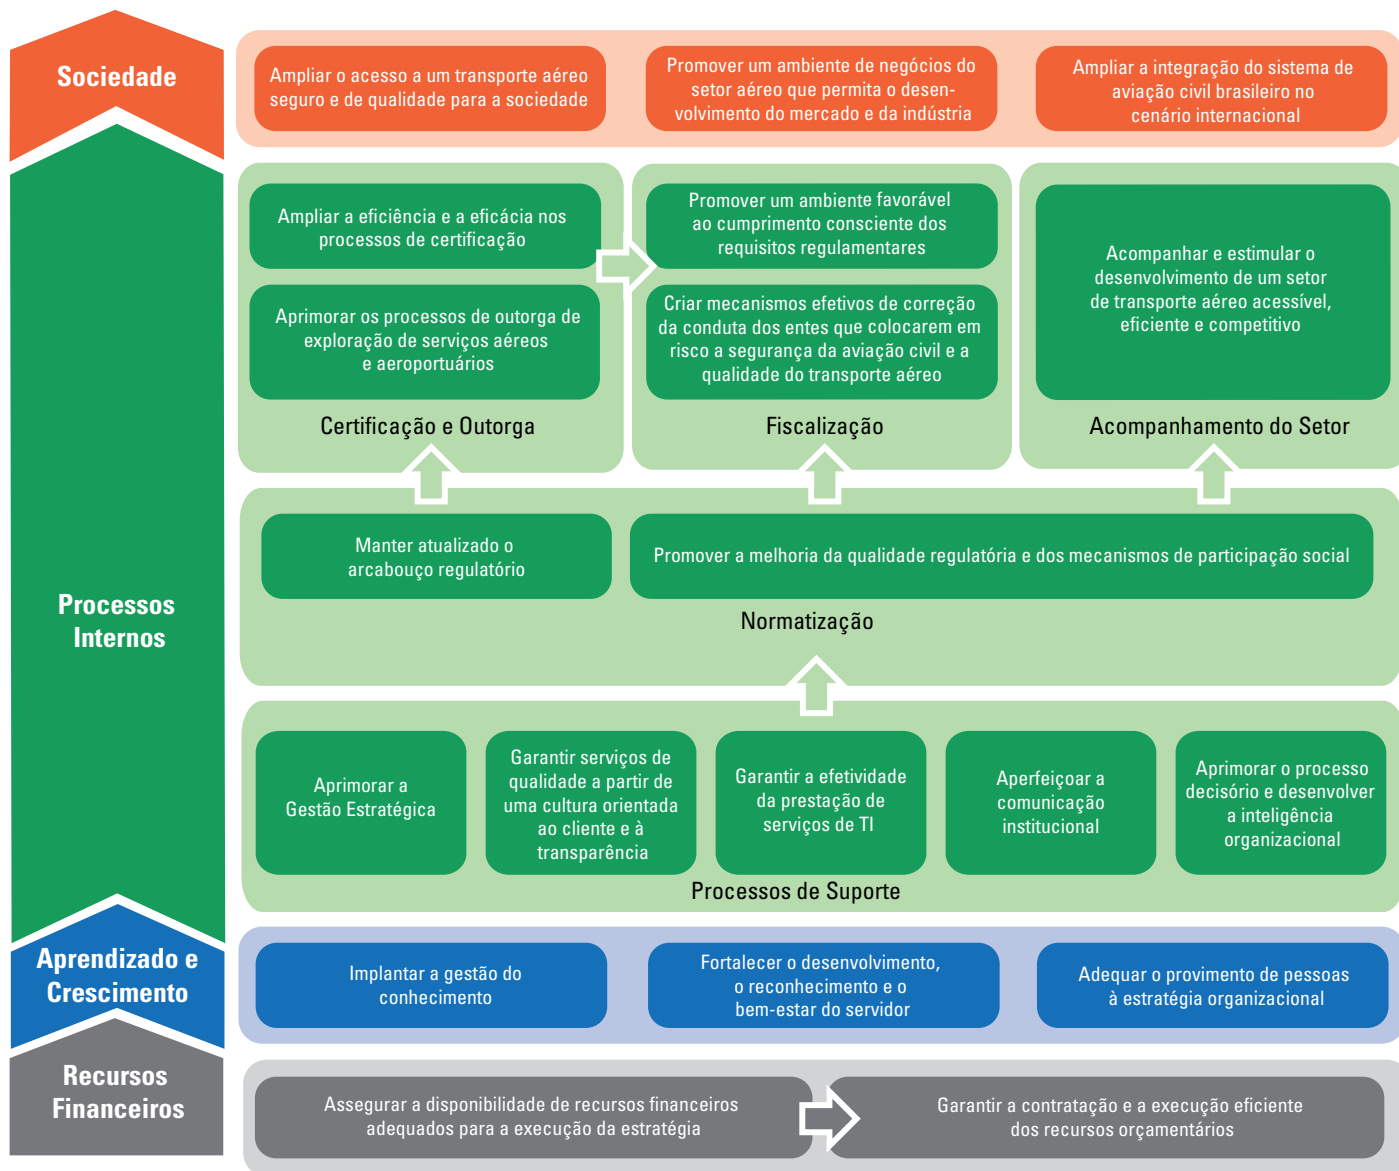 Sociedade
Ampliar o acesso a um transporte aéreo
seguro e de qualidade para a sociedade
Promover um ambiente de negócios do
setor aéreo que permita o desen-
volvimento do mercado e da indústria
Ampliar a integração do sistema de
aviação civil brasileiro no
cenário internacional
Processos
Internos
Ampliar a eficiência e a eficácia nos
processos de certificação
Aprimorar os processos de outorga de
exploração de serviços aéreos
e aeroportuários
Certificação e Outorga
Promover um ambiente favorável
ao cumprimento consciente dos
requisitos regulamentares
Criar mecanismos efetivos de correção
da conduta dos entes que colocarem em
risco a segurança da aviação civil e a
qualidade do transporte aéreo
Fiscalização
Acompanhar e estimular o
desenvolvimento de um setor
de transporte aéreo acessível,
eficiente e competitivo
Acompanhamento do Setor
Manter atualizado o
arcabouço regulatório
Promover a melhoria da qualidade regulatória e dos mecanismos de participação social
Normatização
Aprimorar a
Gestão Estratégica
Garantir serviços de
qualidade a partir de
uma cultura orientada
ao cliente e à
transparência
Garantir a efetividade
da prestação de
serviços de TI
Aperfeiçoar a
comunicação
institucional
Aprimorar o processo
decisório e desenvolver
a inteligência
organizacional
Processos de Suporte
Aprendizado e
Crescimento
Implantar a gestão do
conhecimento
Fortalecer o desenvolvimento,
o reconhecimento e o
bem-estar do servidor
Adequar o provimento de pessoas
à estratégia organizacional
Recursos
Financeiros
Assegurar a disponibilidade de recursos financeiros
adequados para a execução da estratégia
Garantir a contratação e a execução eficiente
dos recursos orçamentários